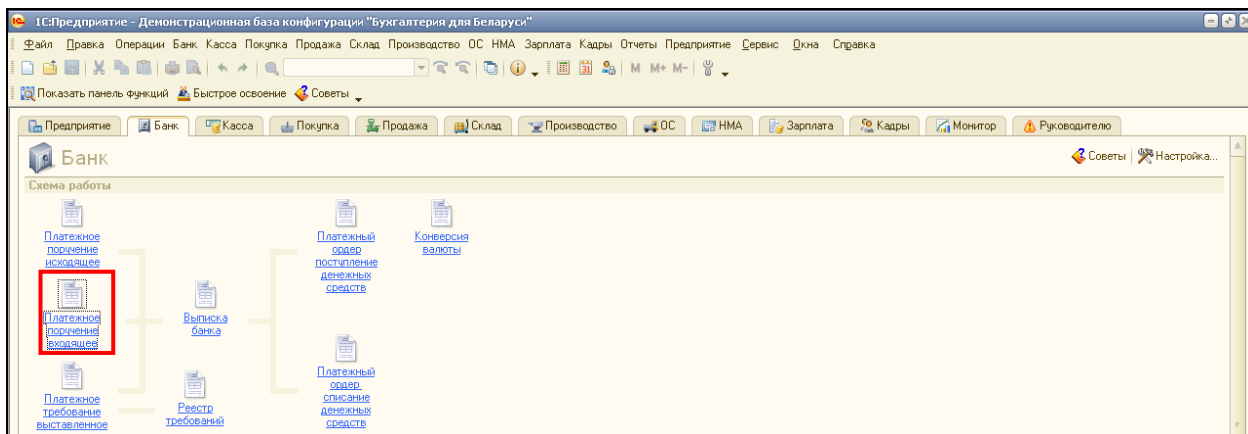 1С:Предприятие - Демонстрационная база конфигурации "Бухгалтерия для Беларуси"
Файл Правка Операции Банк Касса Покупка Продажа Склад Производство ОС НМА Зарплата Кадры Отчеты Предприятие Сервис Окна Справка
31 M M+ M-
Показать панель функций Быстрое освоение Советы
Предприятие Банк Касса Покупка Продажа Склад Производство ОС НМА Зарплата Кадры Монитор Руководителю
Банк
Советы Настройка...
Схема работы
Платежное
поручение
исходящее
Платежный
ордер
поступление
денежных
средств
Конверсия
валюты
Платежное
поручение
входящее
Выписка
банка
Платежное
требование
выставленное
Реестр
требований
Платежный
ордер
списание
денежных
средств